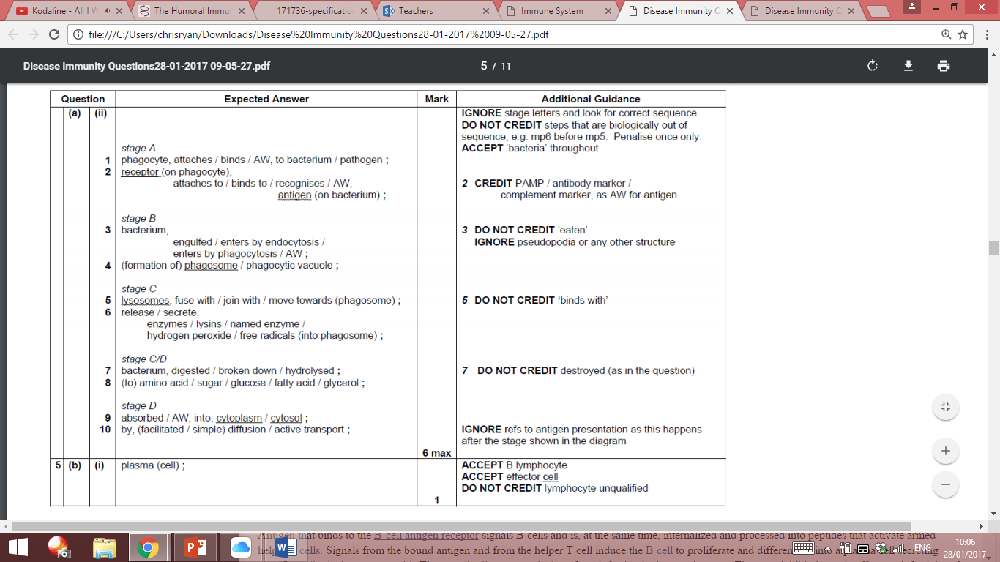 Kodaline - All I W
The Humoral Immun
171736-specification
Teachers
Immune System
Disease Immunity Q
Disease Immunity Q
file:///C:/Users/chrisryan/Downloads/Disease%20Immunity%20Questions28-01-2017%2009-05-27.pdf
Disease Immunity Questions28-01-2017 09-05-27.pdf
5 / 11
Question Expected Answer Mark Additional Guidance
(a) (ii) IGNORE stage letters and look for correct sequence
DO NOT CREDIT steps that are biologically out of
sequence, e.g. mp6 before mp5. Penalise once only.
stage A ACCEPT ‘bacteria’ throughout
1 phagocyte, attaches / binds / AW, to bacterium / pathogen ;
2 receptor (on phagocyte),
attaches to / binds to / recognises / AW, 2 CREDIT PAMP / antibody marker /
antigen (on bacterium) ; complement marker, as AW for antigen
stage B
3 bacterium, 3 DO NOT CREDIT ‘eaten’
engulfed / enters by endocytosis / IGNORE pseudopodia or any other structure
enters by phagocytosis / AW ;
4 (formation of) phagosome / phagocytic vacuole ;
stage C
5 lysosomes, fuse with / join with / move towards (phagosome) ; 5 DO NOT CREDIT ‘binds with’
6 release / secrete,
enzymes / lysins / named enzyme /
hydrogen peroxide / free radicals (into phagosome) ;
stage C/D
7 bacterium, digested / broken down / hydrolysed ; 7 DO NOT CREDIT destroyed (as in the question)
8 (to) amino acid / sugar / glucose / fatty acid / glycerol ;
stage D
9 absorbed / AW, into, cytoplasm / cytosol ;
10 by, (facilitated / simple) diffusion / active transport ; IGNORE refs to antigen presentation as this happens
after the stage shown in the diagram
6 max
5 (b) (i) plasma (cell) ; ACCEPT B lymphocyte
ACCEPT effector cell
DO NOT CREDIT lymphocyte unqualified
1
Antigen that binds to the B-cell antigen receptor signals B cells and is, at the same time, internalized and processed into peptides that activate armed
cells. Signals from the bound antigen and from the helper T cell induce the B cell to proliferate and
ENG
10:06
28/01/2017